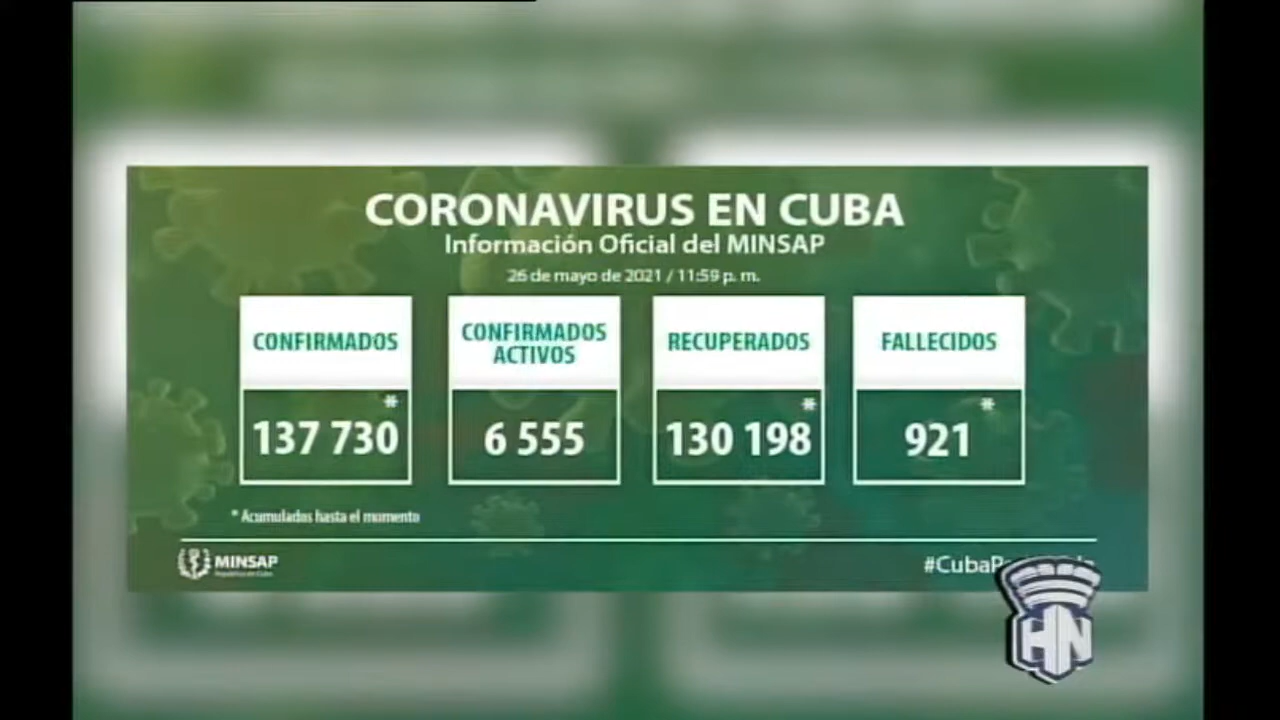 CORONAVIRUS EN CUBA
Información Oficial del MINSAP
26 de mayo de 2021 / 11:59 p. m.
CONFIRMADOS
137 730*
CONFIRMADOS
ACTIVOS
6 555
RECUPERADOS
130 198*
FALLECIDOS
921*
* Acumulados hasta el momento
MINSAP
HN